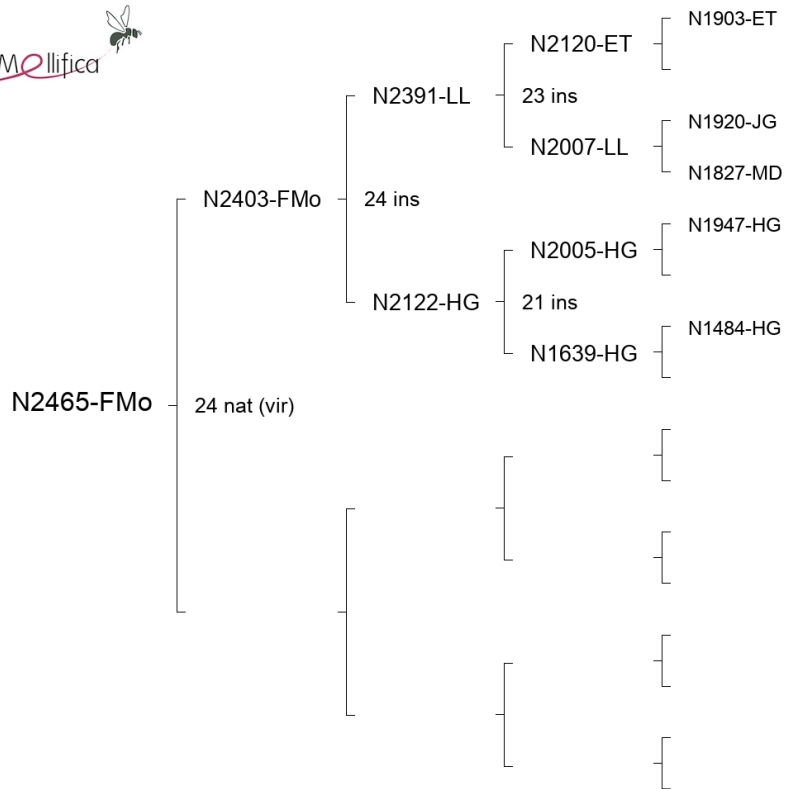 Mellifica
N1903-ET
N2120-ET
N2391-LL
23 ins
N1920-JG
N2007-LL
N1827-MD
N2403-FMo
24 ins
N1947-HG
N2005-HG
N2122-HG
21 ins
N1484-HG
N1639-HG
N2465-FMo
24 nat (vir)